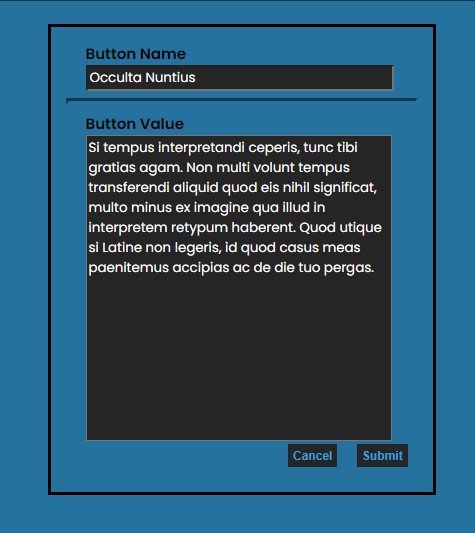 Button Name
Occulta Nuntius
Button Value
Si tempus interpretandi ceperis, tunc tibi
gratias agam. Non multi volunt tempus
transferendi aliquid quod eis nihil significat,
multo minus ex imagine qua illud in
interpretem retypum haberent. Quod utique
si Latine non legeris, id quod casus meas
paenitemus accipias ac de die tuo pergas.
Cancel Submit